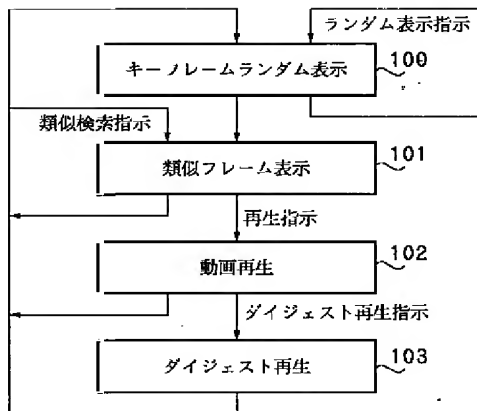 ランダム表示指示
キーフレームランダム表示
100
類似検索指示
類似フレーム表示
101
再生指示
動画再生
102
ダイジェスト再生指示
ダイジェスト再生
103